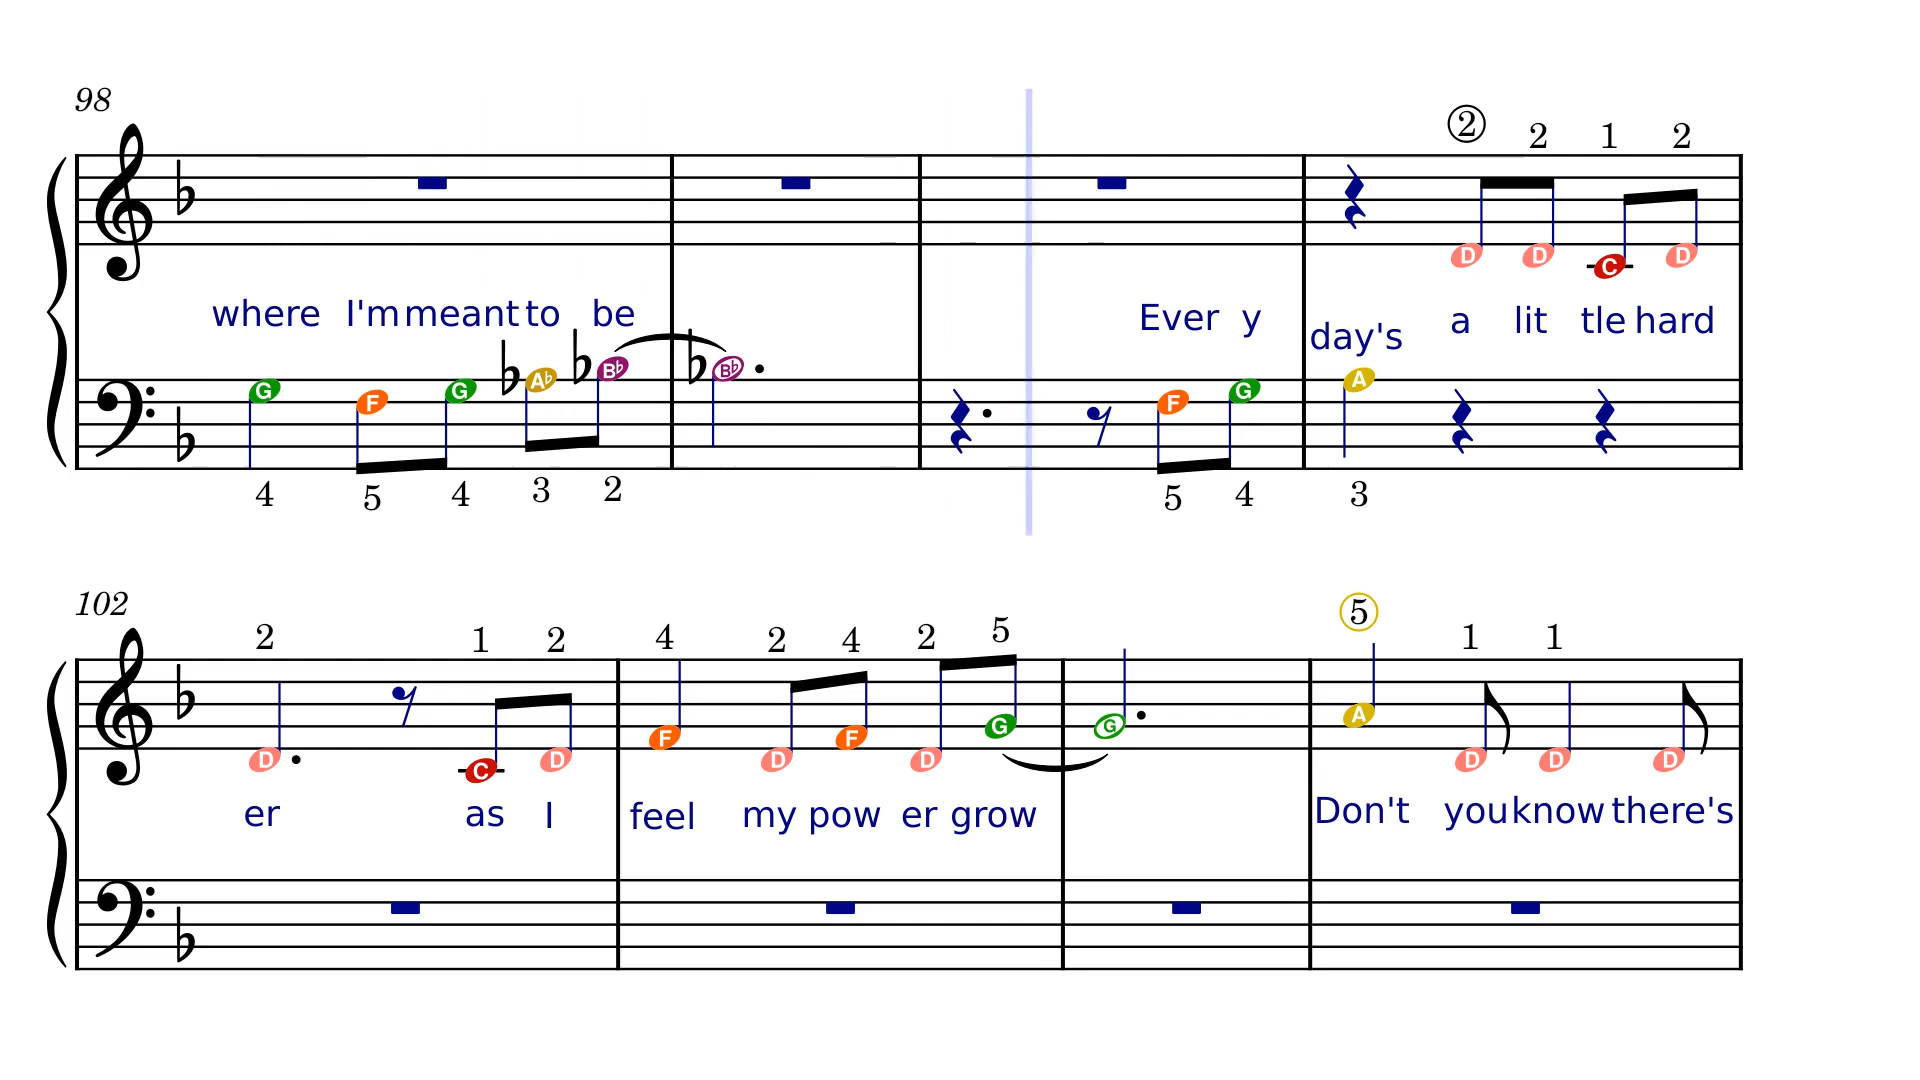 98
② 2 1 2
where I'm meant to be Ever y day's a lit tle hard
G F G A♭ B♭ B♭ F G A D D C D
4 5 4 3 2 5 4 3
102
2 1 2 4 2 4 2 5 ⑤ 1 1
D C D F D F D G G A D D D
er as I feel my pow er grow Don't you know there's